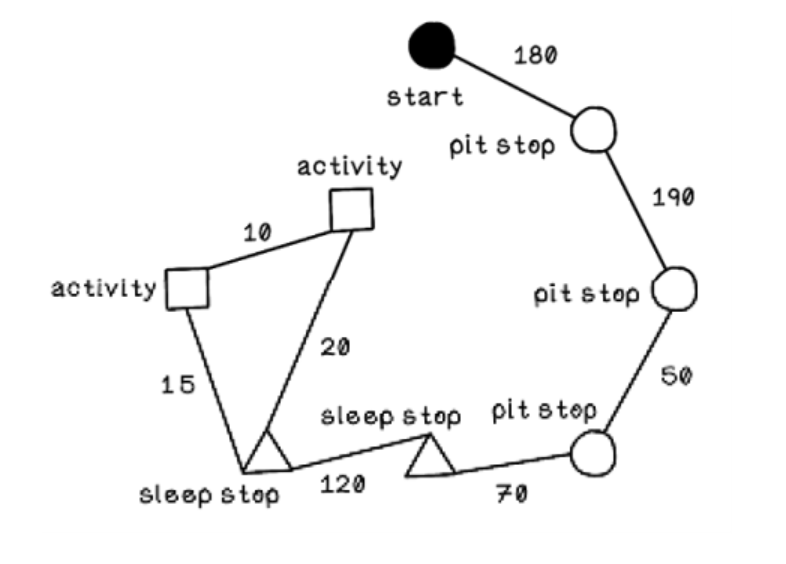 180
start
pit stop
activity
190
10
activity
pit stop
20
50
15
sleep stop
pit stop
sleep stop
120
70